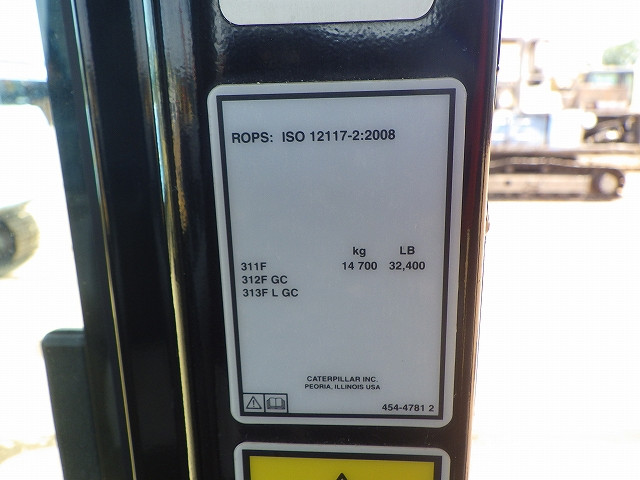 ROPS: ISO 12117-2:2008
kg LB
311F 14 700 32,400
312F GC
313F L GC
CATERPILLAR INC.
PEORIA, ILLINOIS USA
454-4781 2